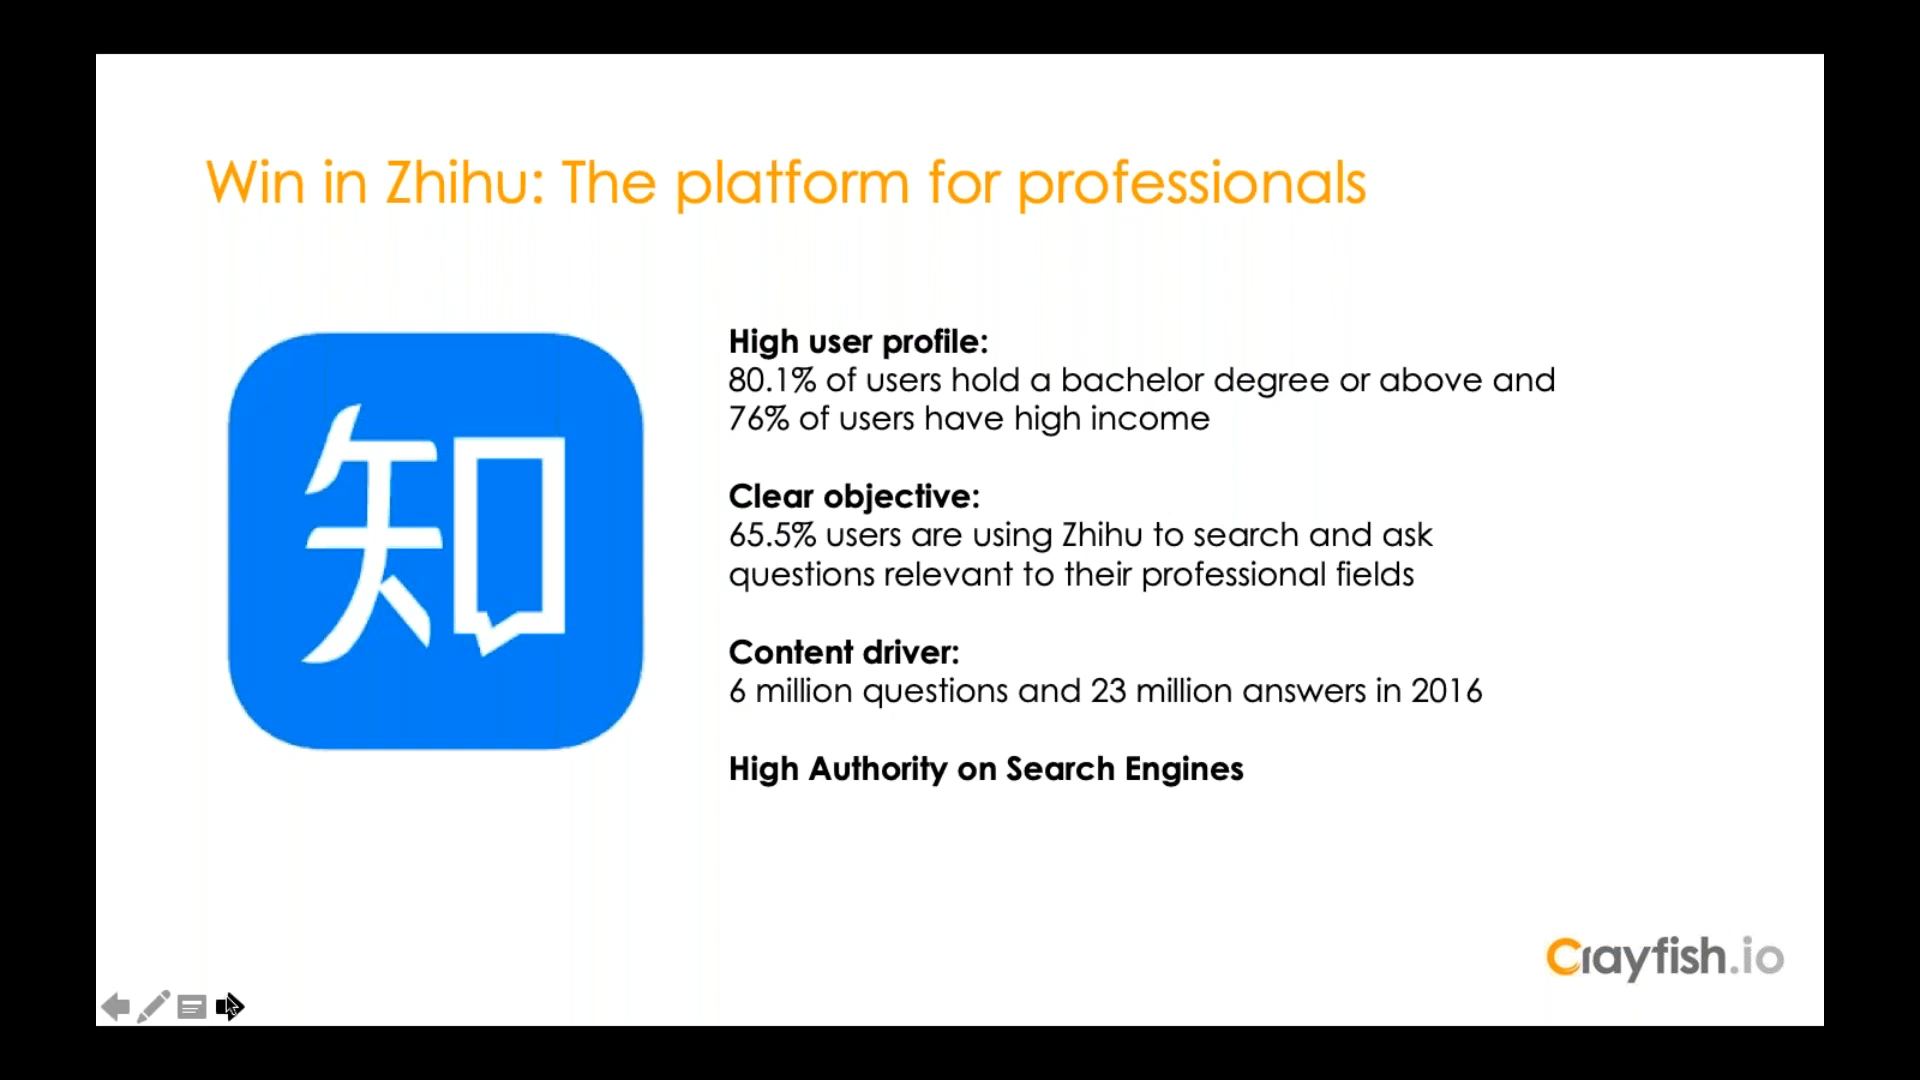 Win in Zhihu: The platform for professionals
知
High user profile:
80.1% of users hold a bachelor degree or above and
76% of users have high income
Clear objective:
65.5% users are using Zhihu to search and ask
questions relevant to their professional fields
Content driver:
6 million questions and 23 million answers in 2016
High Authority on Search Engines
Crayfish.io